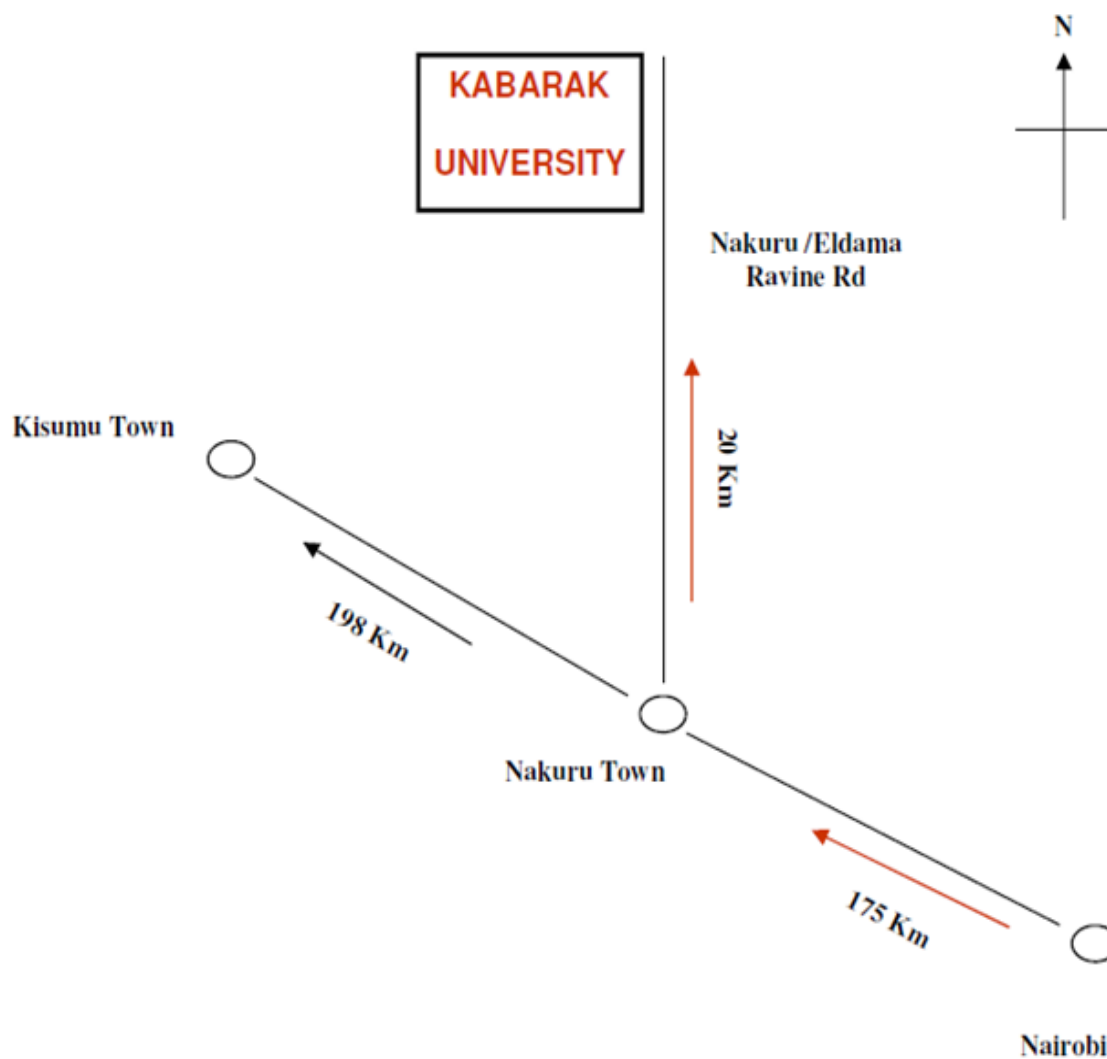 N
KABARAK
UNIVERSITY
Nakuru /Eldama
Ravine Rd
Kisumu Town
20 Km
198 Km
Nakuru Town
175 Km
Nairobi